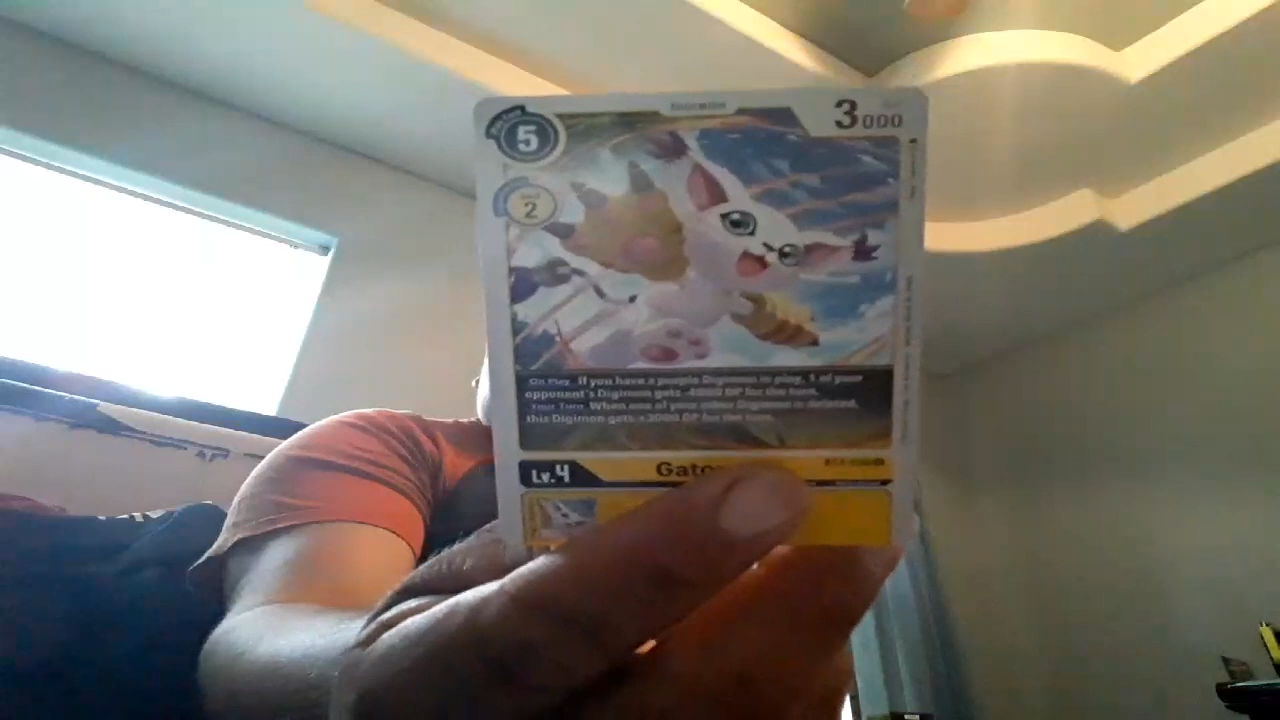 DIGIMON
5
3000
2
On Play If you have a purple Digimon in play, 1 of your
opponent's Digimon gets -4000 DP for the turn.
Your Turn When one of your other Digimon is deleted,
this Digimon gets +3000 DP for the turn.
Lv.4
Gato